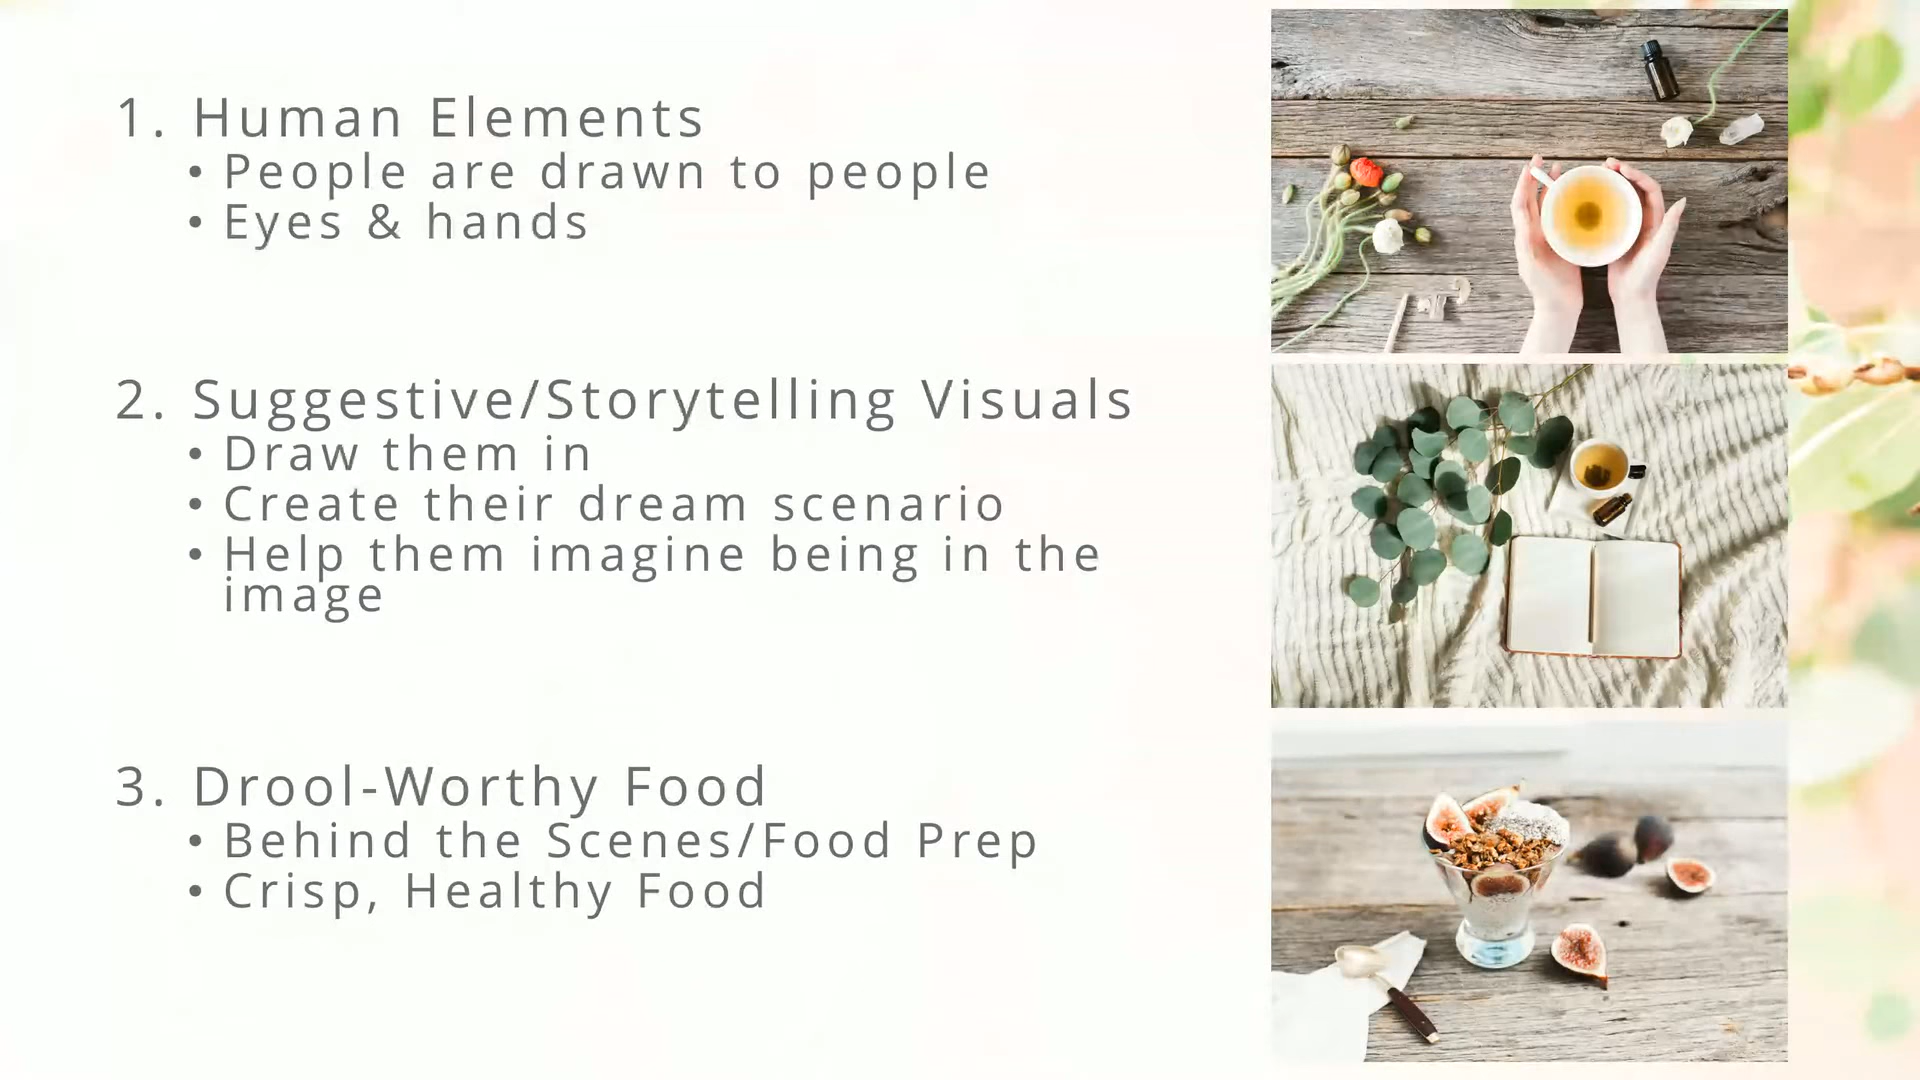 1. Human Elements
• People are drawn to people
• Eyes & hands
2. Suggestive/Storytelling Visuals
• Draw them in
• Create their dream scenario
• Help them imagine being in the
image
3. Drool-Worthy Food
• Behind the Scenes/Food Prep
• Crisp, Healthy Food